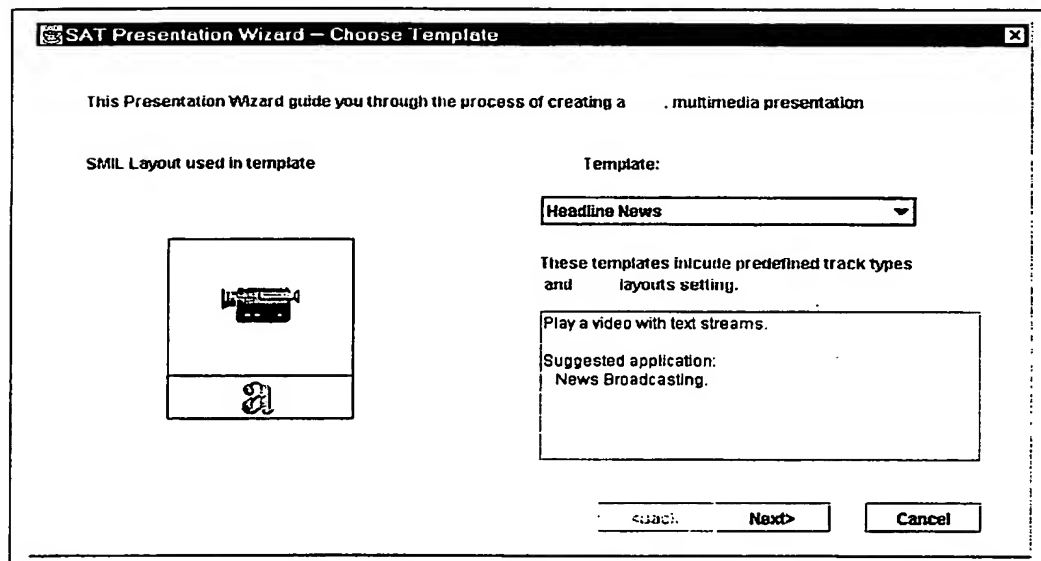 SAT Presentation Wizard – Choose Template
This Presentation Wizard guide you through the process of creating a . multimedia presentation
SMIL Layout used in template
Template:
Headline News
These templates inlcude predefined track types
and layouts setting.
Play a video with text streams.
Suggested application:
News Broadcasting.
a
<Back Next> Cancel